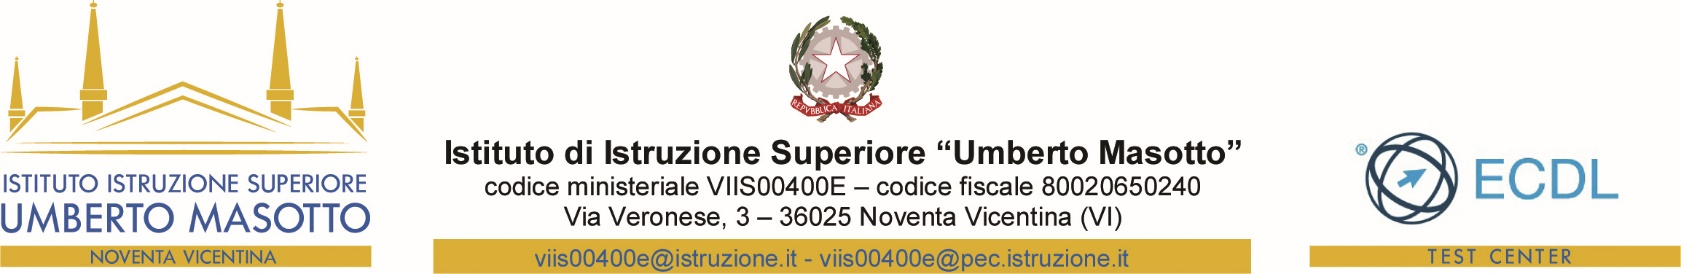 ISTITUTO ISTRUZIONE SUPERIORE
UMBERTO MASOTTO
NOVENTA VICENTINA
REPVBBLICA ITALIANA
Istituto di Istruzione Superiore “Umberto Masotto”
codice ministeriale VIIS00400E – codice fiscale 80020650240
Via Veronese, 3 – 36025 Noventa Vicentina (VI)
viis00400e@istruzione.it - viis00400e@pec.istruzione.it
® ECDL
TEST CENTER